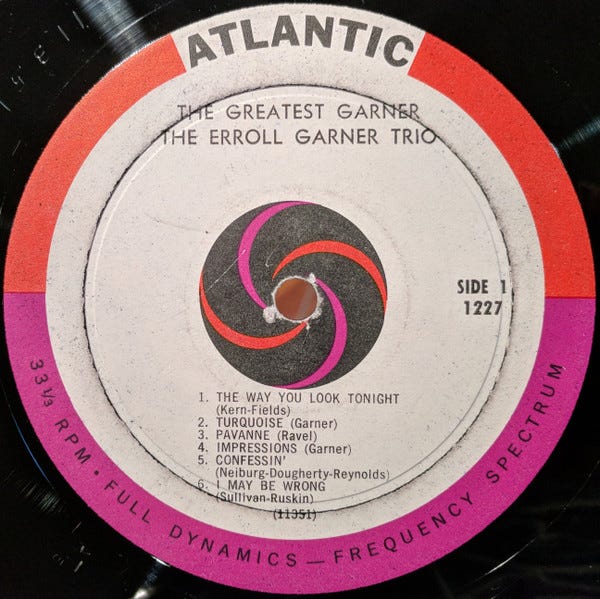 ATLANTIC
THE GREATEST GARNER
THE ERROLL GARNER TRIO
SIDE 1
1227
1. THE WAY YOU LOOK TONIGHT
(Kern-Fields)
2. TURQUOISE (Garner)
3. PAVANNE (Ravel)
4. IMPRESSIONS (Garner)
5. CONFESSIN'
(Neiburg-Dougherty-Reynolds)
6. I MAY BE WRONG
(Sullivan-Ruskin)
(11351)
33 1/3 RPM • FULL DYNAMICS — FREQUENCY SPECTRUM